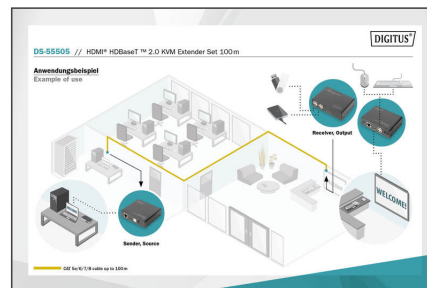 DIGITUS®
DS-55505 // HDMI® HDBaseT ™ 2.0 KVM Extender Set 100 m
Anwendungsbeispiel
Example of use
Receiver, Output
WELCOME!
Sender, Source
CAT 5e/6/7/8 cable up to 100 m